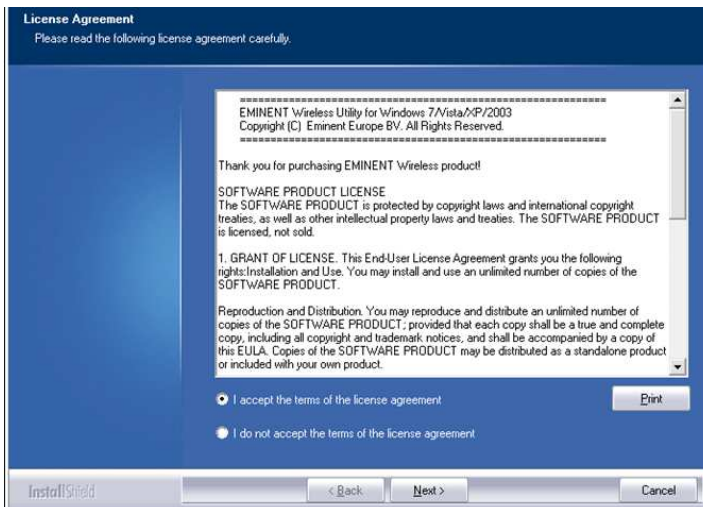 License Agreement
Please read the following license agreement carefully.
================================================================
EMINENT Wireless Utility for Windows 7/Vista/XP/2003
Copyright (C) Eminent Europe BV. All Rights Reserved.
================================================================
Thank you for purchasing EMINENT Wireless product!
SOFTWARE PRODUCT LICENSE
The SOFTWARE PRODUCT is protected by copyright laws and international copyright
treaties, as well as other intellectual property laws and treaties. The SOFTWARE PRODUCT
is licensed, not sold.
1. GRANT OF LICENSE. This End-User License Agreement grants you the following
rights:Installation and Use. You may install and use an unlimited number of copies of the
SOFTWARE PRODUCT.
Reproduction and Distribution. You may reproduce and distribute an unlimited number of
copies of the SOFTWARE PRODUCT; provided that each copy shall be a true and complete
copy, including all copyright and trademark notices, and shall be accompanied by a copy of
this EULA. Copies of the SOFTWARE PRODUCT may be distributed as a standalone product
or included with your own product.
I accept the terms of the license agreement
Print
I do not accept the terms of the license agreement
InstallShield
< Back
Next >
Cancel